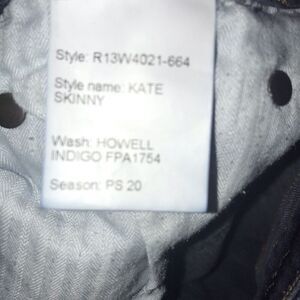 Style: R13W4021-664
Style name: KATE
SKINNY
Wash: HOWELL
INDIGO FPA1754
Season: PS 20